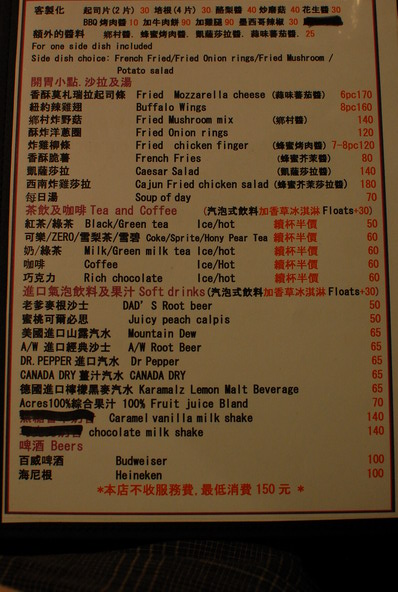 客製化 起司片(2片) 30 培根(4片) 30 酪梨醬 40 炒蘑菇 40 花生醬 30
BBQ 烤肉醬 10 加牛肉餅 90 加雞腿 90 墨西哥辣椒 30
額外的醬料 鄉村醬. 蜂蜜烤肉醬. 凱薩莎拉醬. 蒜味蕃茄醬. 25
For one side dish included
Side dish choice: French Fried/Fried Onion rings/Fried Mushroom /
Potato salad
開胃小點. 沙拉及湯
香酥莫札瑞拉起司條 Fried Mozzarella cheese (蒜味蕃茄醬) 6pc170
紐約辣雞翅 Buffalo Wings 8pc160
鄉村炸野菇 Fried Mushroom mix (鄉村醬) 140
酥炸洋蔥圈 Fried Onion rings 120
炸雞柳條 Fried chicken finger (蜂蜜烤肉醬) 7-8pc120
香酥脆薯 French Fries (蜂蜜芥茉醬) 80
凱薩莎拉 Caesar Salad (凱薩莎拉醬) 140
西南炸雞莎拉 Cajun Fried chicken salad (蜂蜜芥茉莎拉醬) 180
每日湯 Soup of day 70
茶飲及咖啡 Tea and Coffee (汽泡式飲料加香草冰淇淋 Floats+30)
紅茶/綠茶 Black/Green tea Ice/hot 續杯半價 50
可樂/ZERO/雪梨茶/雪碧 Coke/Sprite/Hony Pear Tea 續杯半價 60
奶/綠茶 Milk/Green milk tea Ice/hot 續杯半價 60
咖啡 Coffee Ice/hot 續杯半價 60
巧克力 Rich chocolate Ice/hot 續杯半價 60
進口氣泡飲料及果汁 Soft drinks (汽泡式飲料加香草冰淇淋 Floats+30)
老爹麥根沙士 DAD'S Root beer 50
蜜桃可爾必思 Juicy peach calpis 50
美國進口山露汽水 Mountain Dew 65
A/W 進口經典沙士 A/W Root Beer 65
DR. PEPPER 進口汽水 Dr Pepper 65
CANADA DRY 薑汁汽水 CANADA DRY 65
德國進口檸檬黑麥汽水 Karamalz Lemon Malt Beverage 65
Acres100%綜合果汁 100% Fruit juice Bland 70
Caramel vanilla milk shake 140
chocolate milk shake 140
啤酒 Beers
百威啤酒 Budweiser 100
海尼根 Heineken 100
*本店不收服務費, 最低消費 150 元 *